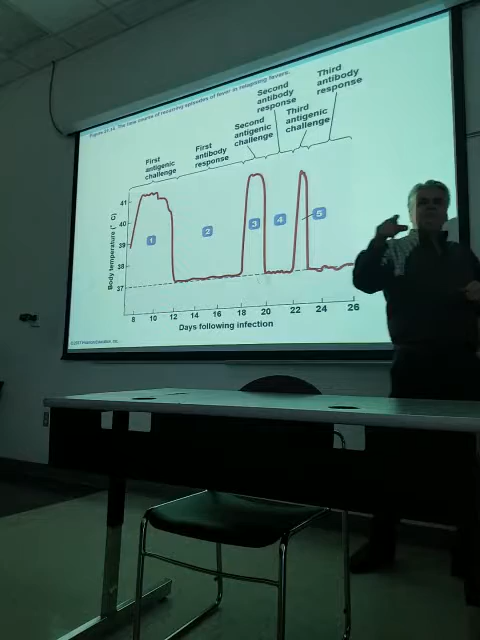 Figure 21.14 The time course of recurring episodes of fever in relapsing fevers.
Third
antibody
response
Second
antibody
response
Third
antigenic
challenge
Second
antigenic
challenge
First
antibody
response
First
antigenic
challenge
Body temperature (° C)
41
40
39
38
37
1
2
3
4
5
8 10 12 14 16 18 20 22 24 26
Days following infection